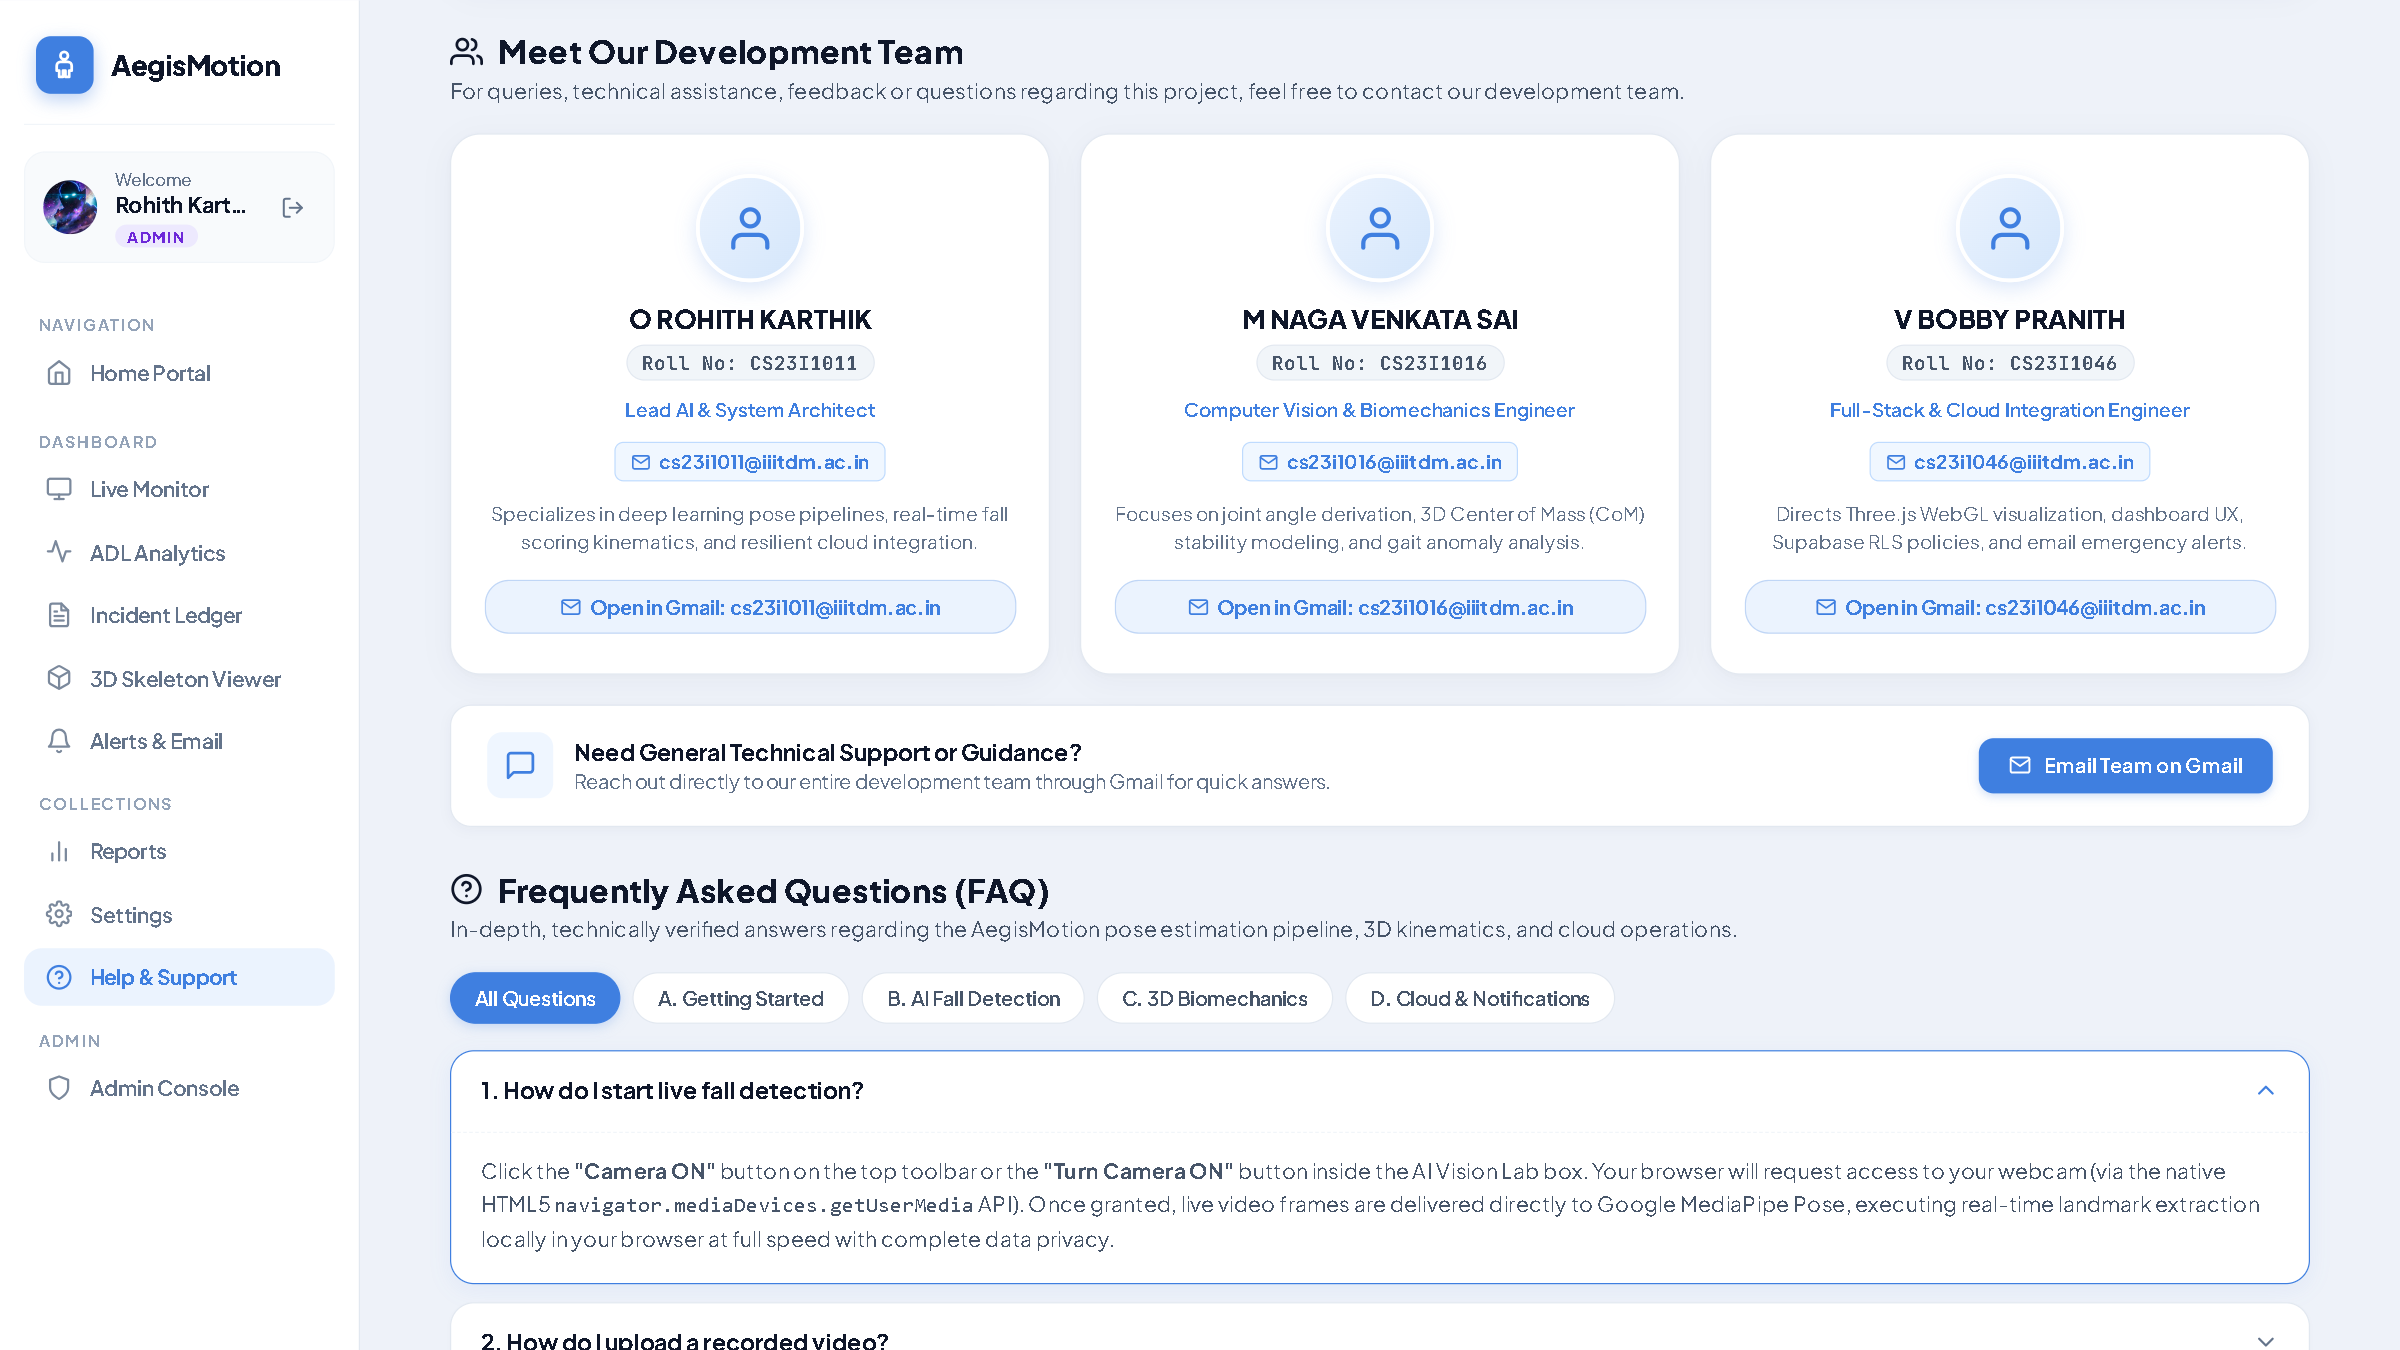 AegisMotion
Welcome
Rohith Kart...
ADMIN
NAVIGATION
Home Portal
DASHBOARD
Live Monitor
ADL Analytics
Incident Ledger
3D Skeleton Viewer
Alerts & Email
COLLECTIONS
Reports
Settings
Help & Support
ADMIN
Admin Console
Meet Our Development Team
For queries, technical assistance, feedback or questions regarding this project, feel free to contact our development team.
O ROHITH KARTHIK
Roll No: CS23I1011
Lead AI & System Architect
cs23i1011@iiitdm.ac.in
Specializes in deep learning pose pipelines, real-time fall
scoring kinematics, and resilient cloud integration.
Open in Gmail: cs23i1011@iiitdm.ac.in
M NAGA VENKATA SAI
Roll No: CS23I1016
Computer Vision & Biomechanics Engineer
cs23i1016@iiitdm.ac.in
Focuses on joint angle derivation, 3D Center of Mass (CoM)
stability modeling, and gait anomaly analysis.
Open in Gmail: cs23i1016@iiitdm.ac.in
V BOBBY PRANITH
Roll No: CS23I1046
Full-Stack & Cloud Integration Engineer
cs23i1046@iiitdm.ac.in
Directs Three.js WebGL visualization, dashboard UX,
Supabase RLS policies, and email emergency alerts.
Open in Gmail: cs23i1046@iiitdm.ac.in
Need General Technical Support or Guidance?
Reach out directly to our entire development team through Gmail for quick answers.
Email Team on Gmail
Frequently Asked Questions (FAQ)
In-depth, technically verified answers regarding the AegisMotion pose estimation pipeline, 3D kinematics, and cloud operations.
All Questions
A. Getting Started
B. AI Fall Detection
C. 3D Biomechanics
D. Cloud & Notifications
1. How do I start live fall detection?
Click the "Camera ON" button on the top toolbar or the "Turn Camera ON" button inside the AI Vision Lab box. Your browser will request access to your webcam (via the native
HTML5 navigator.mediaDevices.getUserMedia API). Once granted, live video frames are delivered directly to Google MediaPipe Pose, executing real-time landmark extraction
locally in your browser at full speed with complete data privacy.
2. How do I upload a recorded video?